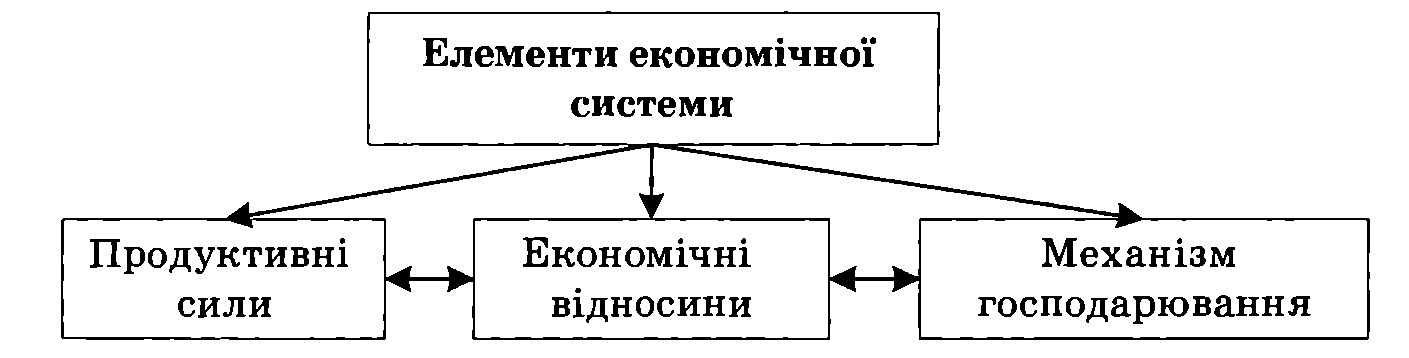 Елементи економічної
системи
Продуктивні
сили
Економічні
відносини
Механізм
господарювання